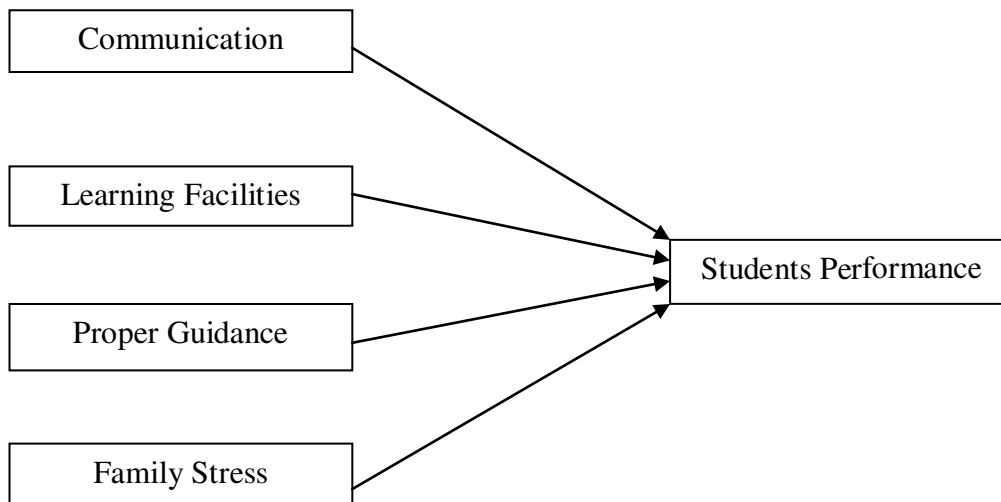 Communication
Learning Facilities
Students Performance
Proper Guidance
Family Stress